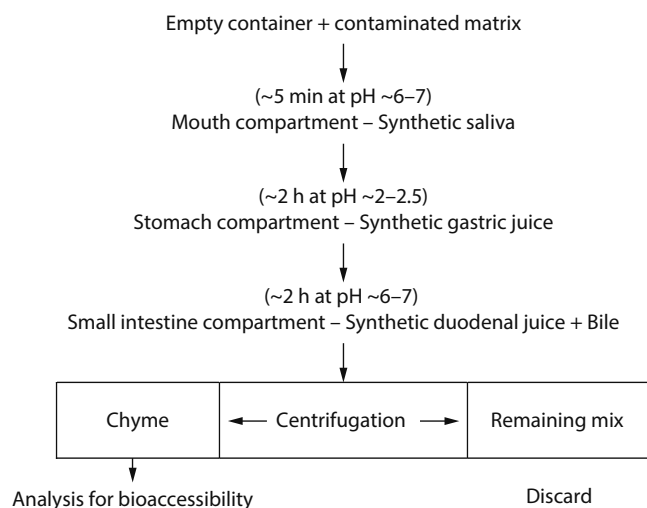 Empty container + contaminated matrix
(~5 min at pH ~6–7)
Mouth compartment – Synthetic saliva
(~2 h at pH ~2–2.5)
Stomach compartment – Synthetic gastric juice
(~2 h at pH ~6–7)
Small intestine compartment – Synthetic duodenal juice + Bile
Chyme
Centrifugation
Remaining mix
Analysis for bioaccessibility
Discard